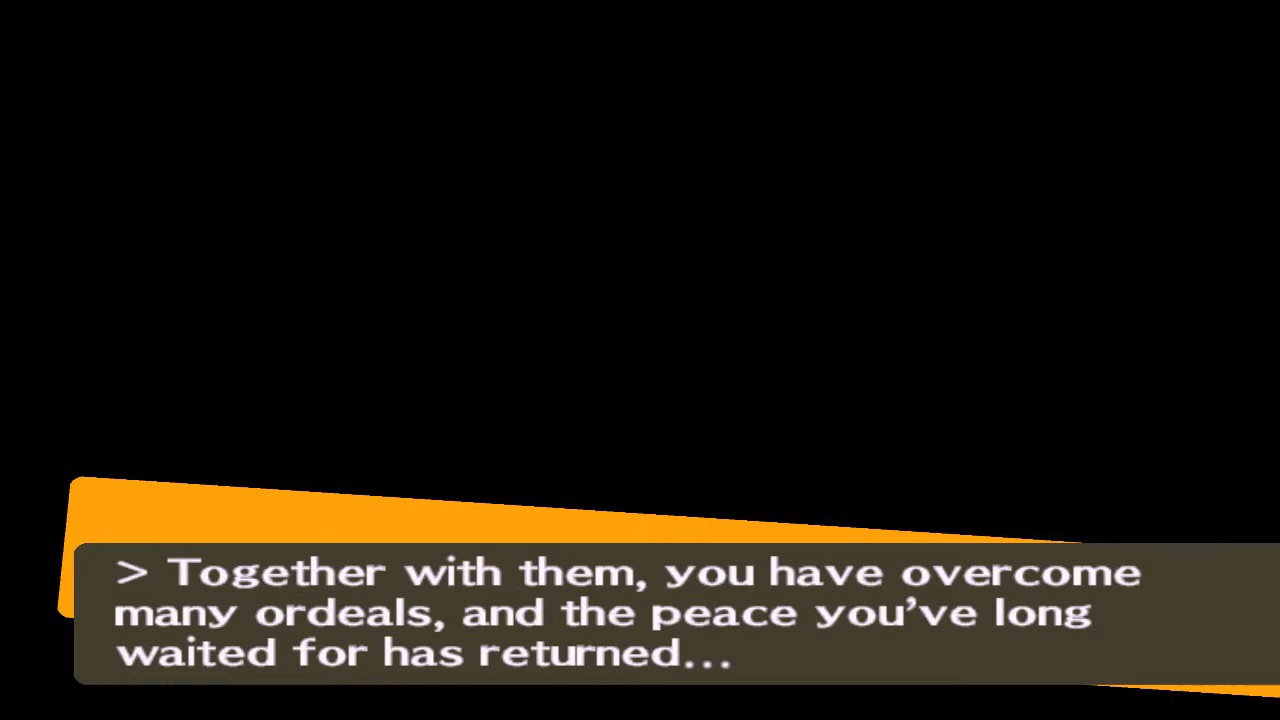 > Together with them, you have overcome
many ordeals, and the peace you've long
waited for has returned...